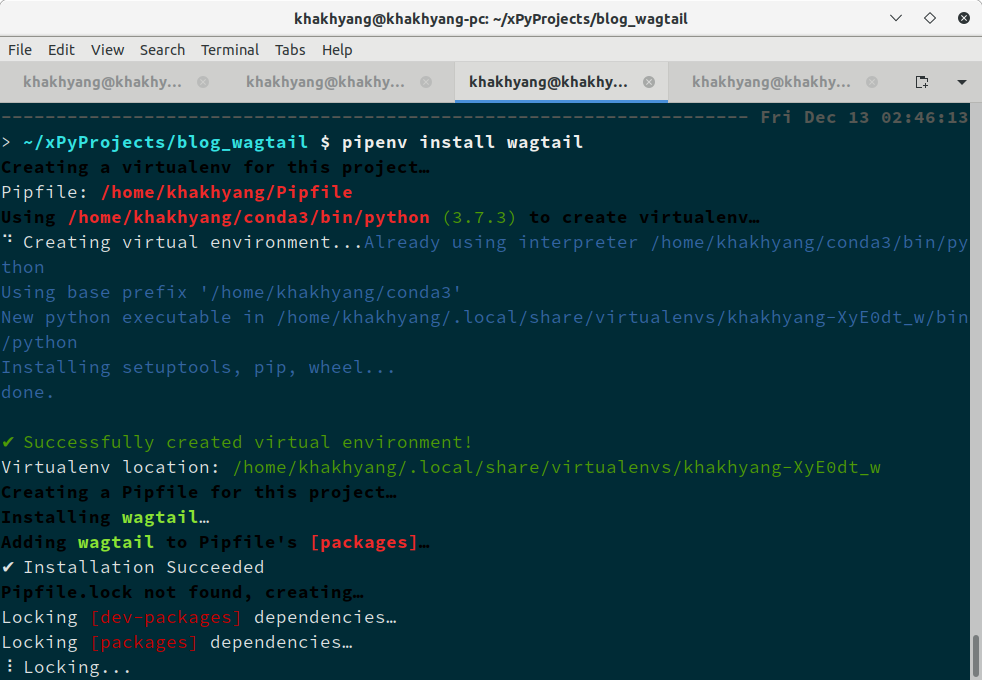 khakhyang@khakhyang-pc: ~/xPyProjects/blog_wagtail
File Edit View Search Terminal Tabs Help
khakhyang@khakhy... khakhyang@khakhy... khakhyang@khakhy... khakhyang@khakhy...
-------------------------------------------------------------------- Fri Dec 13 02:46:13
> ~/xPyProjects/blog_wagtail $ pipenv install wagtail
Creating a virtualenv for this project…
Pipfile: /home/khakhyang/Pipfile
Using /home/khakhyang/conda3/bin/python (3.7.3) to create virtualenv…
⠙ Creating virtual environment...Already using interpreter /home/khakhyang/conda3/bin/py
thon
Using base prefix '/home/khakhyang/conda3'
New python executable in /home/khakhyang/.local/share/virtualenvs/khakhyang-XyE0dt_w/bin
/python
Installing setuptools, pip, wheel...
done.
✔ Successfully created virtual environment!
Virtualenv location: /home/khakhyang/.local/share/virtualenvs/khakhyang-XyE0dt_w
Creating a Pipfile for this project…
Installing wagtail…
Adding wagtail to Pipfile's [packages]…
✔ Installation Succeeded
Pipfile.lock not found, creating…
Locking [dev-packages] dependencies…
Locking [packages] dependencies…
⠸ Locking...